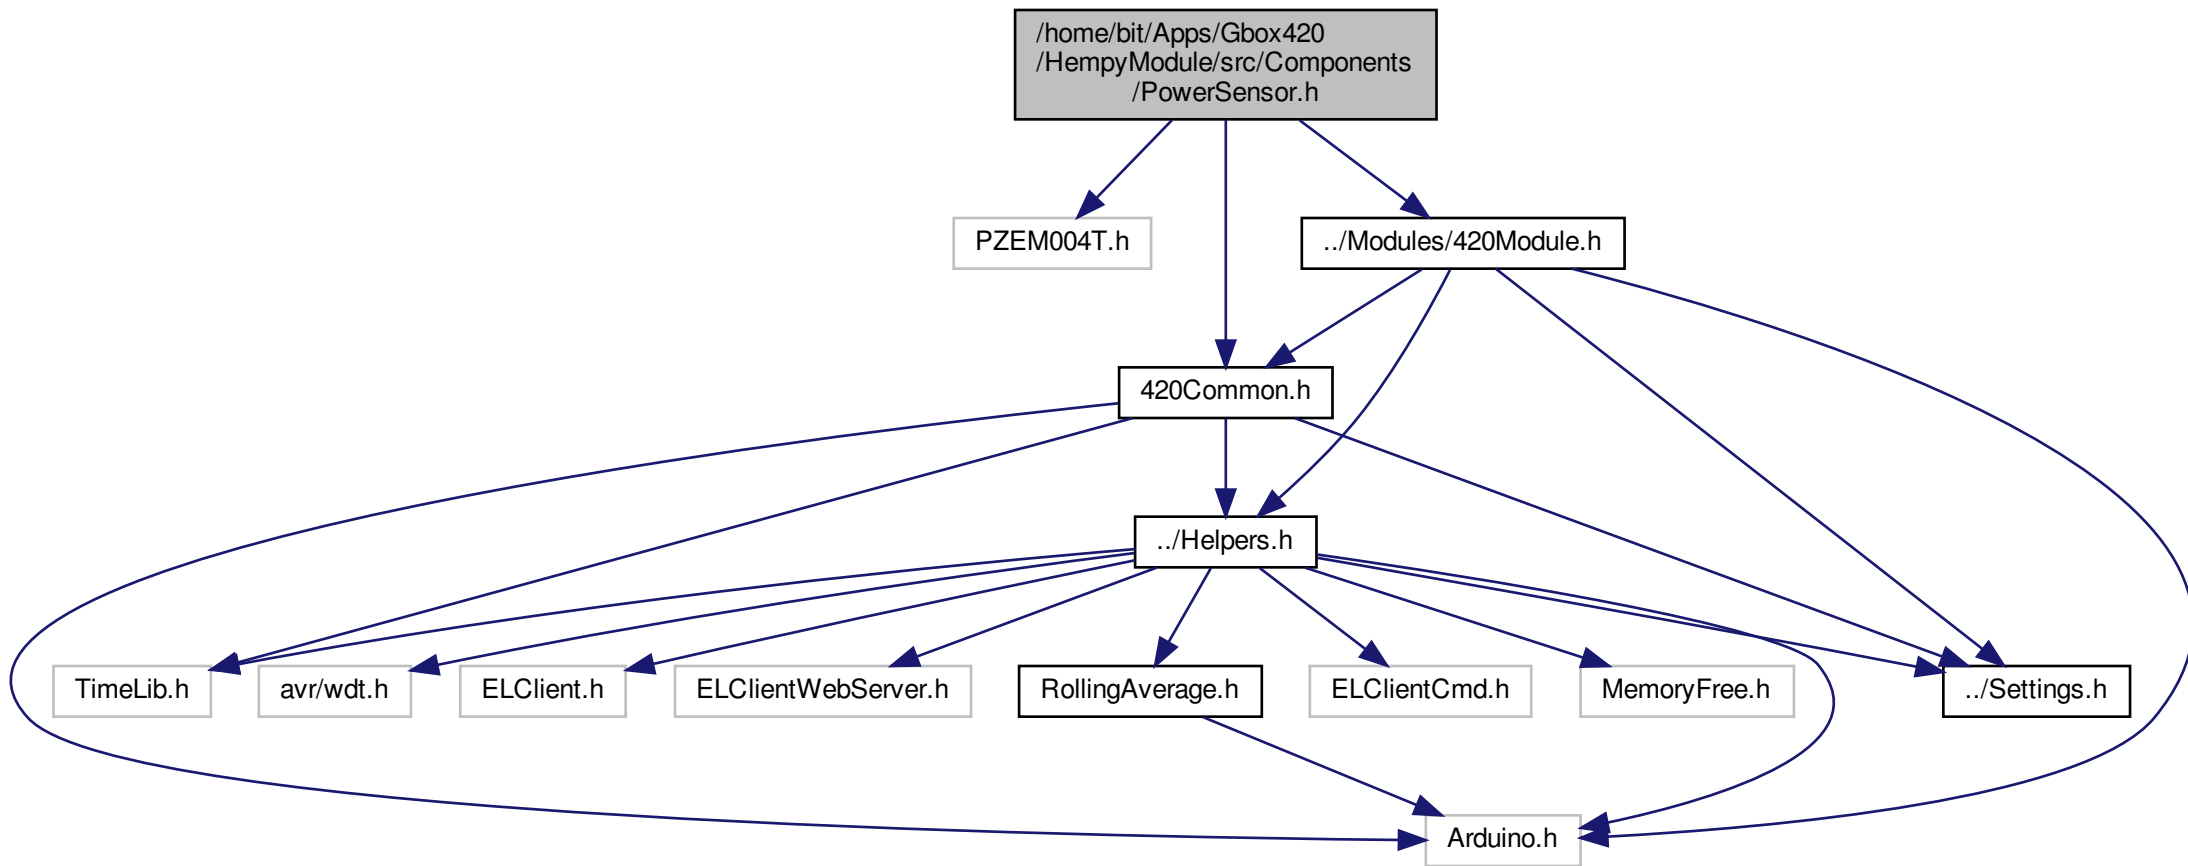 /home/bit/Apps/Gbox420
/HempyModule/src/Components
/PowerSensor.h
PZEM004T.h
../Modules/420Module.h
420Common.h
../Helpers.h
TimeLib.h
avr/wdt.h
ELClient.h
ELClientWebServer.h
RollingAverage.h
ELClientCmd.h
MemoryFree.h
../Settings.h
Arduino.h